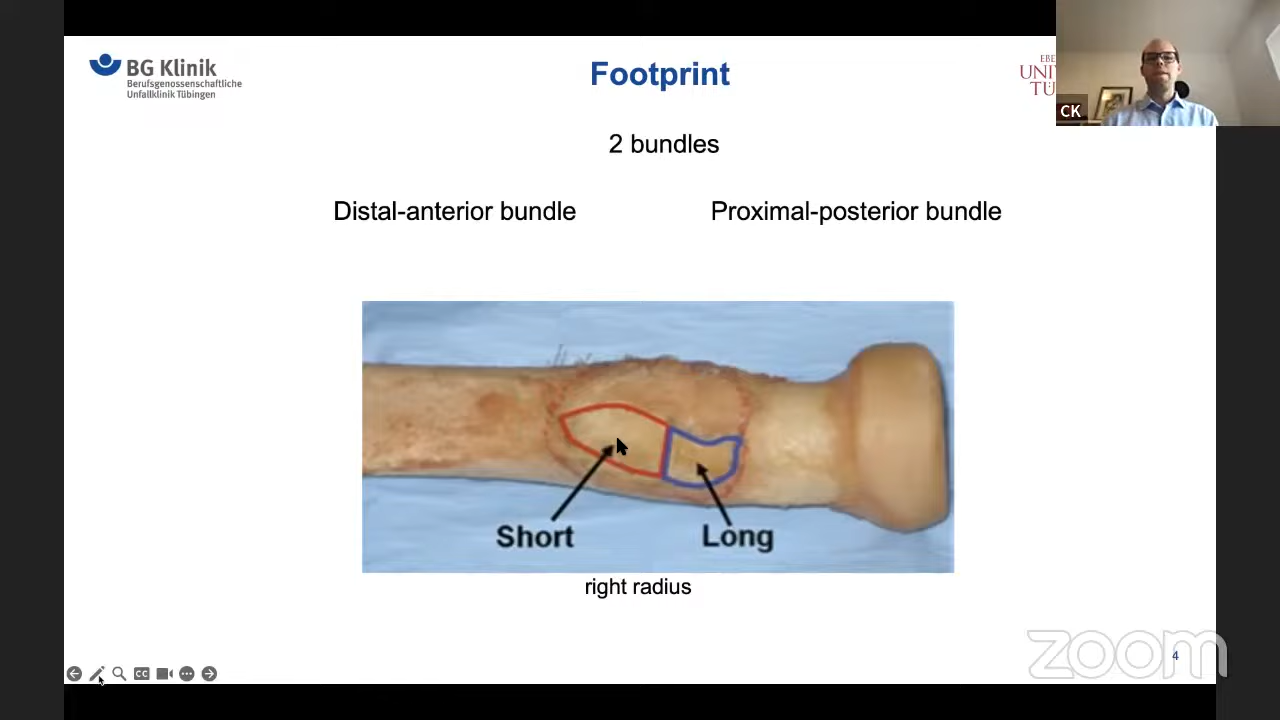 BG Klinik
Berufsgenossenschaftliche
Unfallklinik Tübingen
Footprint
CK
2 bundles
Distal-anterior bundle
Proximal-posterior bundle
Short
Long
right radius
CC
zoom
4